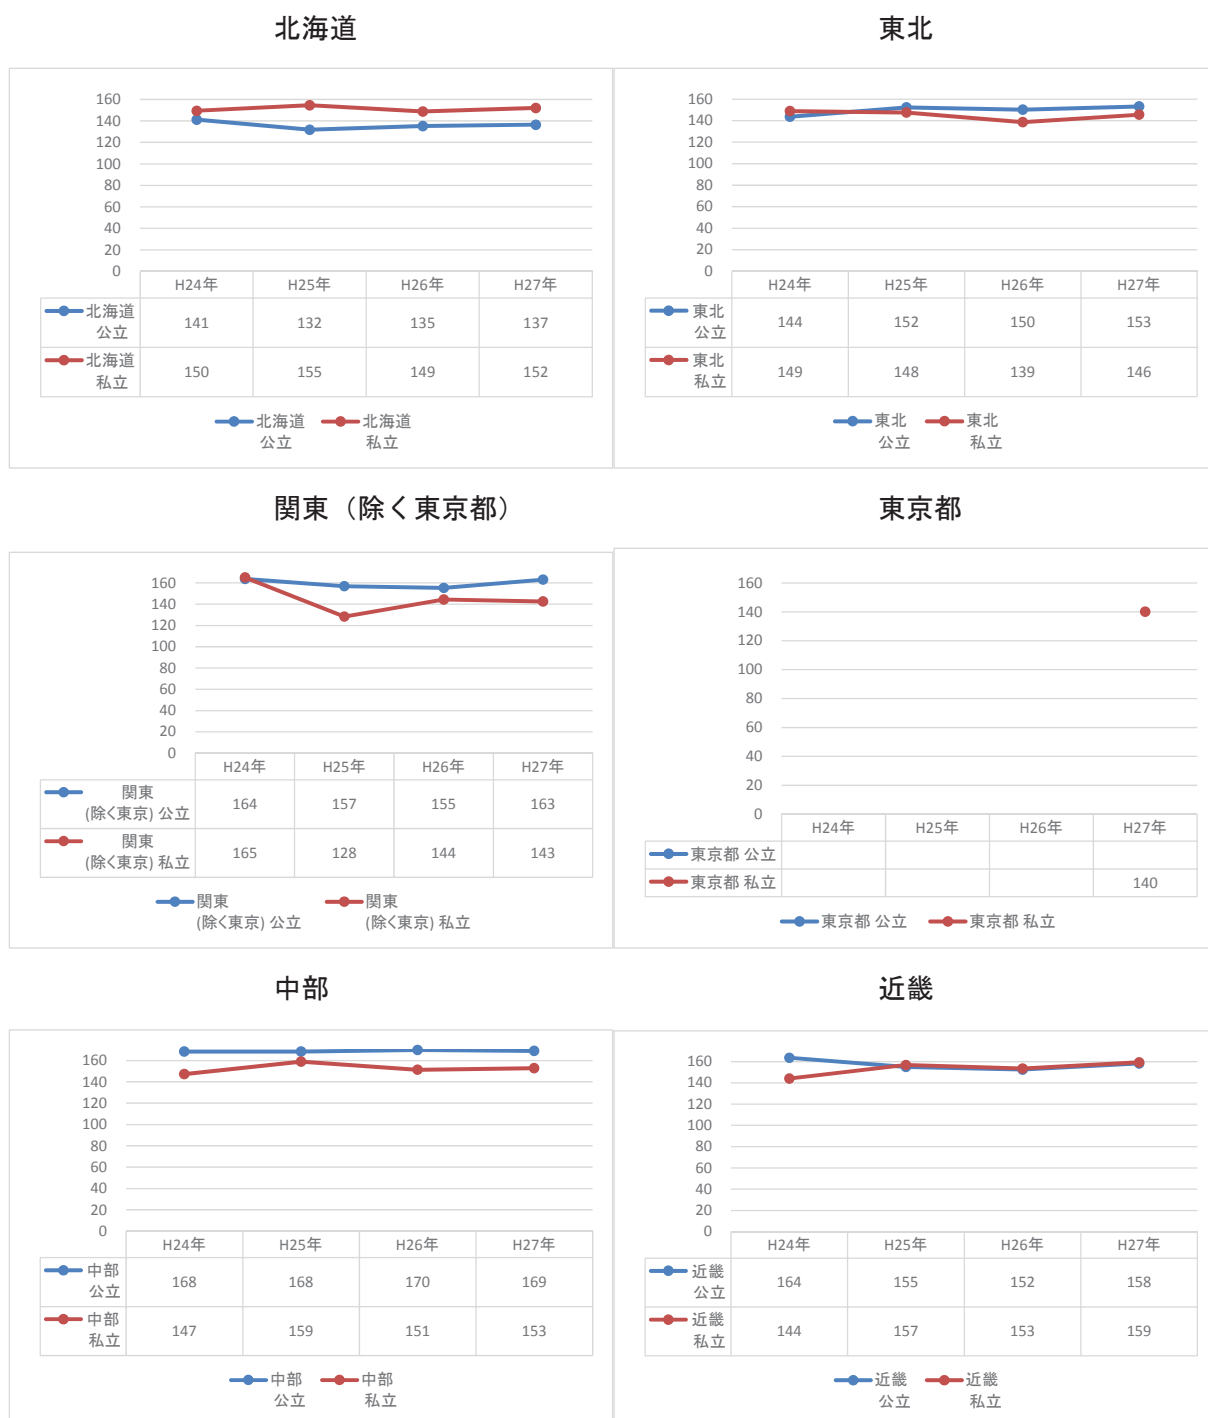 北海道
160
140
120
100
80
60
40
20
0
H24年 H25年 H26年 H27年
北海道
公立
141 132 135 137
北海道
私立
150 155 149 152
北海道 北海道
公立 私立
東北
160
140
120
100
80
60
40
20
0
H24年 H25年 H26年 H27年
東北
公立
144 152 150 153
東北
私立
149 148 139 146
東北 東北
公立 私立
関東（除く東京都）
160
140
120
100
80
60
40
20
0
H24年 H25年 H26年 H27年
関東
(除く東京) 公立
164 157 155 163
関東
(除く東京) 私立
165 128 144 143
関東 関東
(除く東京) 公立 (除く東京) 私立
東京都
160
140
120
100
80
60
40
20
0
H24年 H25年 H26年 H27年
東京都 公立
東京都 私立 140
東京都 公立 東京都 私立
中部
160
140
120
100
80
60
40
20
0
H24年 H25年 H26年 H27年
中部
公立
168 168 170 169
中部
私立
147 159 151 153
中部 中部
公立 私立
近畿
160
140
120
100
80
60
40
20
0
H24年 H25年 H26年 H27年
近畿
公立
164 155 152 158
近畿
私立
144 157 153 159
近畿 近畿
公立 私立